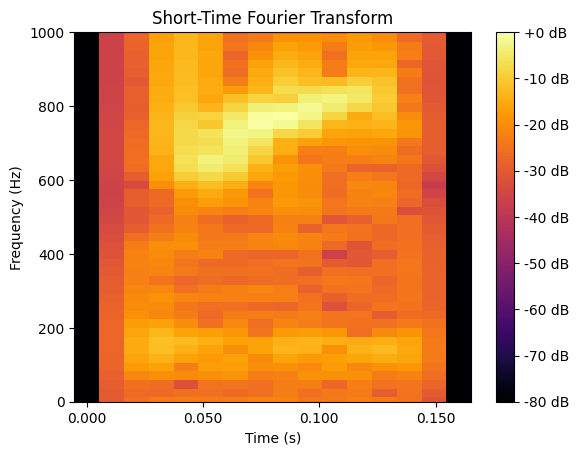 Short-Time Fourier Transform
1000
800
600
400
200
0
Frequency (Hz)
0.000
0.050
0.100
0.150
Time (s)
+0 dB
-10 dB
-20 dB
-30 dB
-40 dB
-50 dB
-60 dB
-70 dB
-80 dB